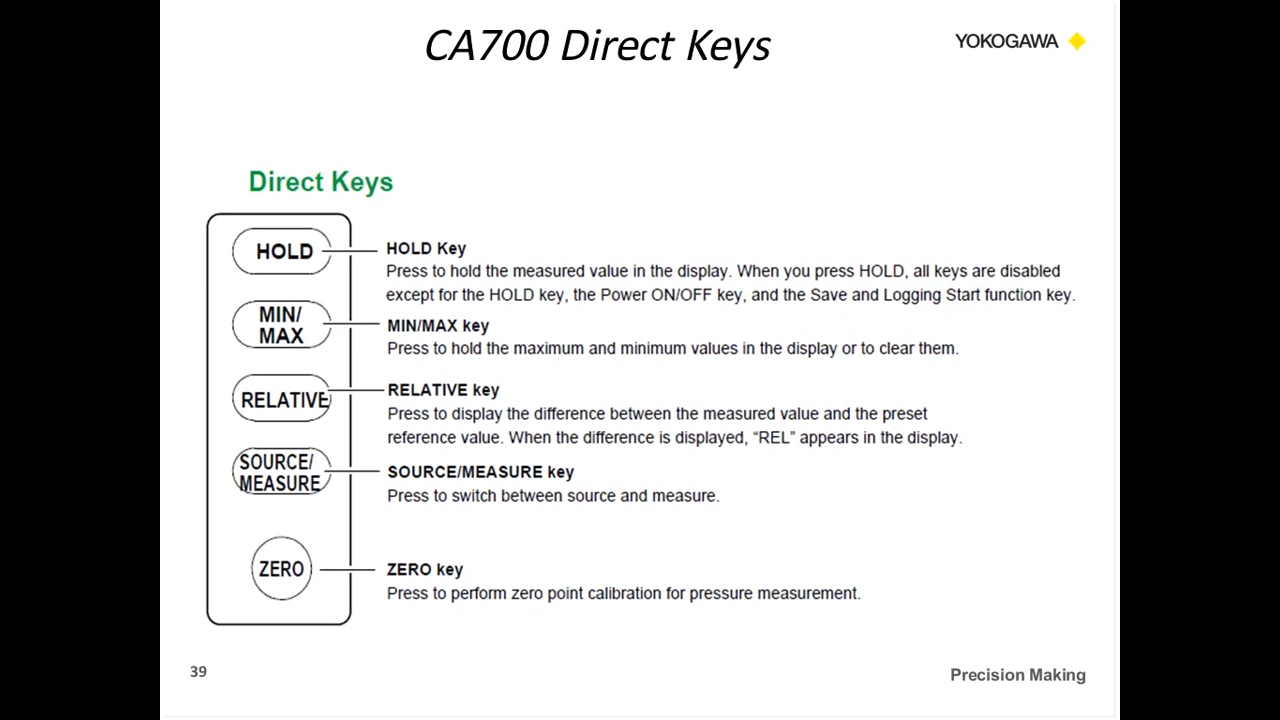 CA700 Direct Keys
YOKOGAWA
Direct Keys
HOLD
HOLD Key
Press to hold the measured value in the display. When you press HOLD, all keys are disabled
except for the HOLD key, the Power ON/OFF key, and the Save and Logging Start function key.
MIN/
MAX
MIN/MAX key
Press to hold the maximum and minimum values in the display or to clear them.
RELATIVE
RELATIVE key
Press to display the difference between the measured value and the preset
reference value. When the difference is displayed, “REL” appears in the display.
SOURCE/
MEASURE
SOURCE/MEASURE key
Press to switch between source and measure.
ZERO
ZERO key
Press to perform zero point calibration for pressure measurement.
39
Precision Making